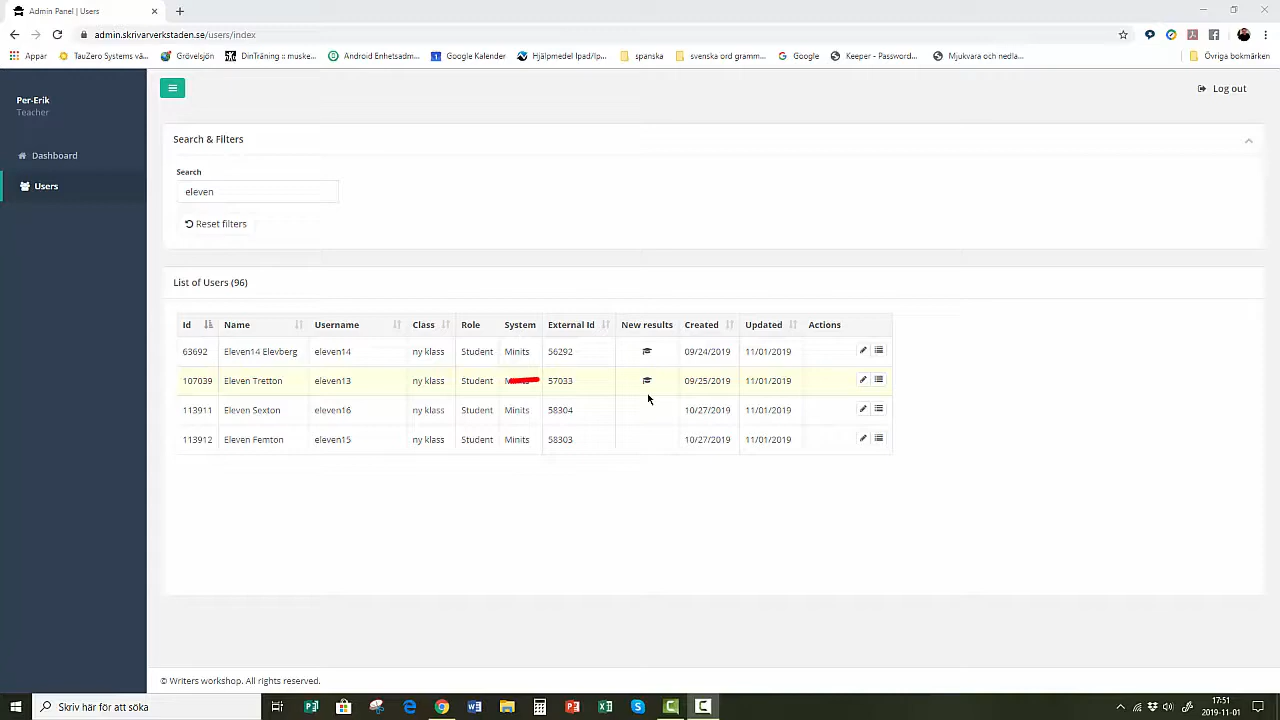 Admin Panel | Users
admin.skrivarverkstaden.se/users/index
Appar TauZero Systems vä... Grövelsjön DinTräning :: muske... Android Enhetsadm... Google Kalender Hjälpmedel Ipad/Ip... spanska svenska ord gramm... Google Keeper - Password... Mjukvara och nedla... Övriga bokmärken
Per-Erik
Teacher
Dashboard
Users
Log out
Search & Filters
Search
eleven
Reset filters
List of Users (96)
Id Name Username Class Role System External Id New results Created Updated Actions
63692 Eleven14 Elevberg eleven14 ny klass Student Minits 56292 09/24/2019 11/01/2019
107039 Eleven Tretton eleven13 ny klass Student 57033 09/25/2019 11/01/2019
113911 Eleven Sexton eleven16 ny klass Student Minits 58304 10/27/2019 11/01/2019
113912 Eleven Femton eleven15 ny klass Student Minits 58303 10/27/2019 11/01/2019
© Writers workshop. All rights reserved.
Skriv här för att söka
17:51
2019-11-01